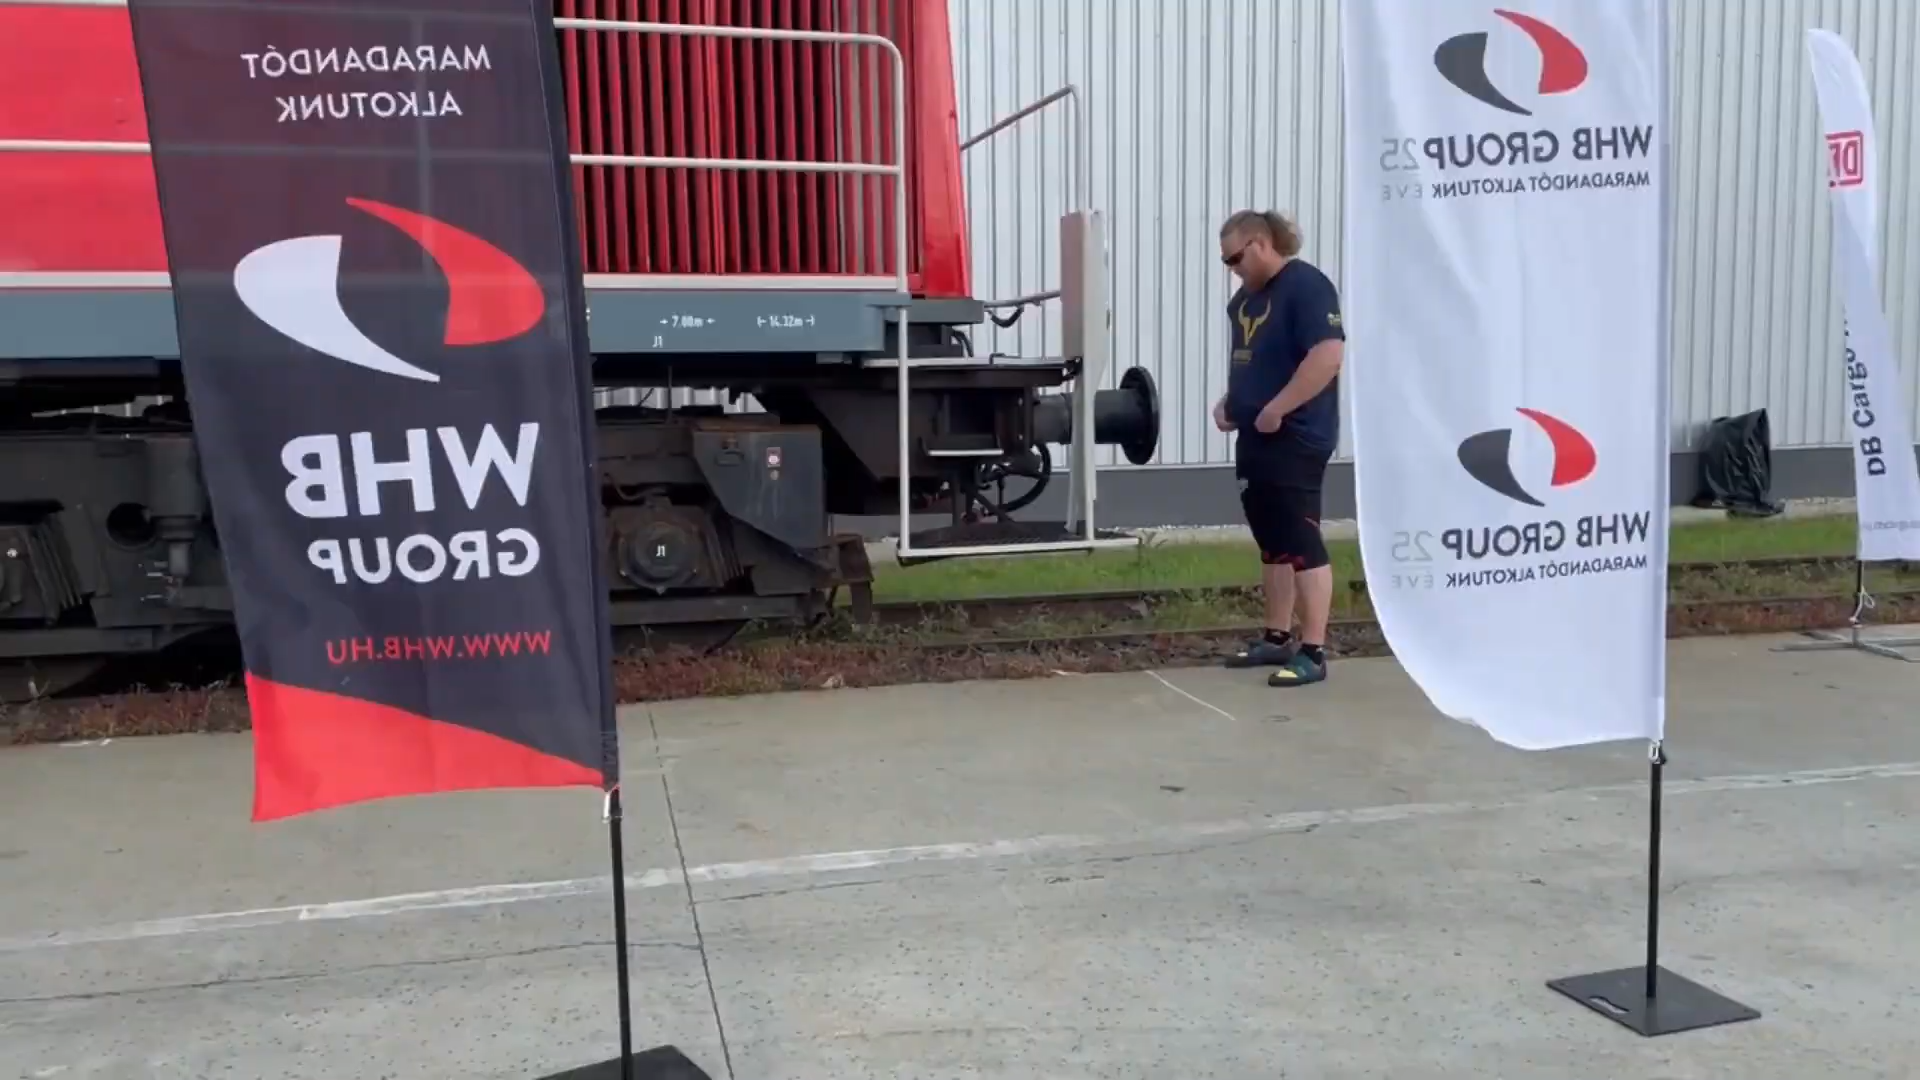 MARADANDÓT
ALKOTUNK
WHB
GROUP
WWW.WHB.HU
7.00m
14.32m
WHB GROUP 25
MARADANDÓT ALKOTUNK ÉVE
WHB GROUP 25
MARADANDÓT ALKOTUNK ÉVE
DB
DB Cargo